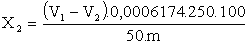 X₂ = (V₁ − V₂).0,0006174.250.100
50.m